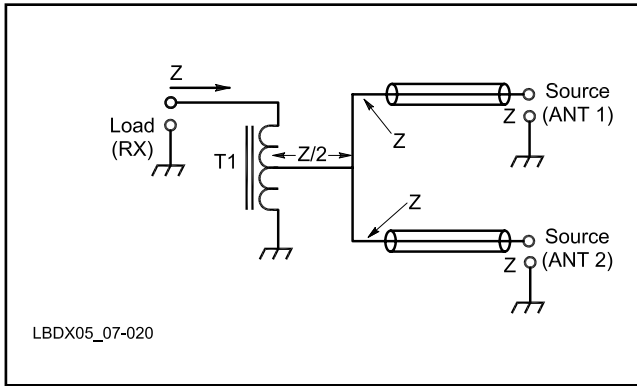 Z
Load
(RX)
T1
Z/2
Z
Source
(ANT 1)
Z
Z
Source
(ANT 2)
Z
LBDX05_07-020